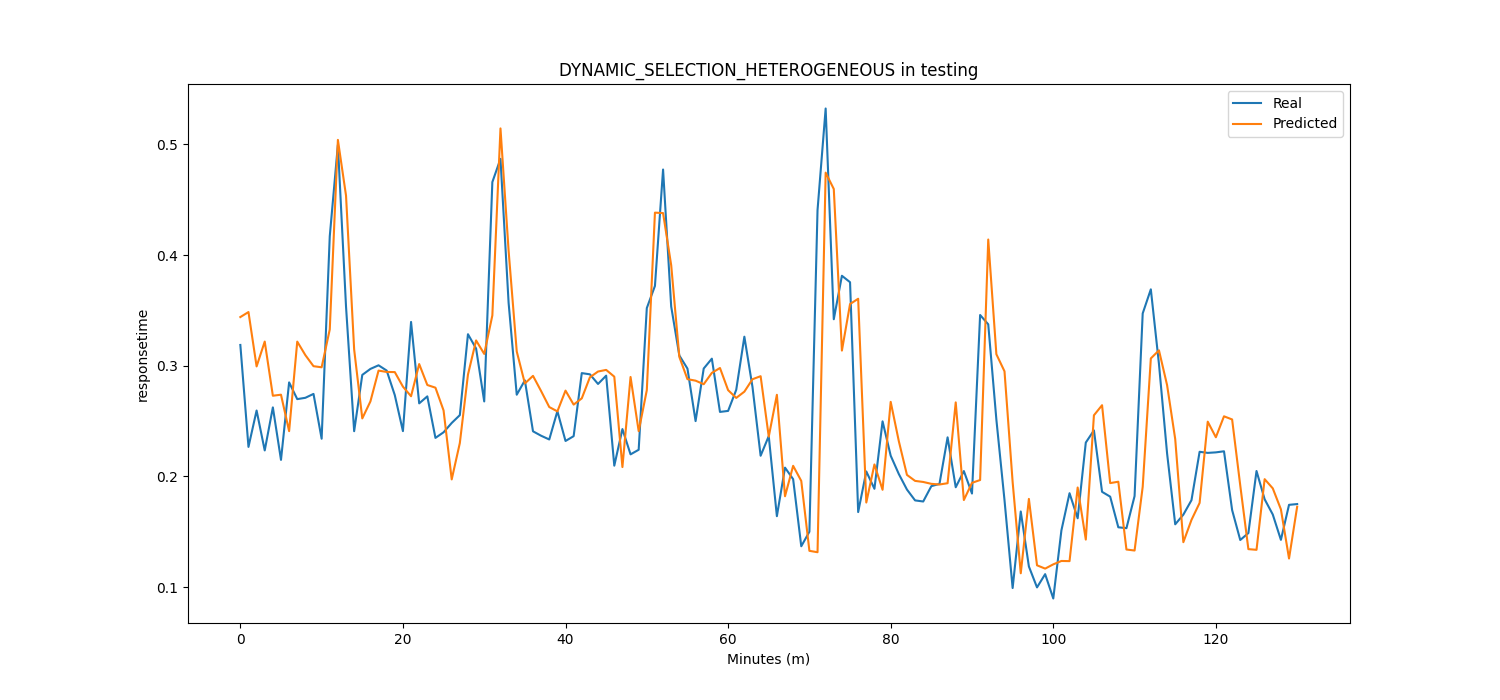 DYNAMIC_SELECTION_HETEROGENEOUS in testing
Real
Predicted
responsetime
0.5
0.4
0.3
0.2
0.1
0 20 40 60 80 100 120
Minutes (m)